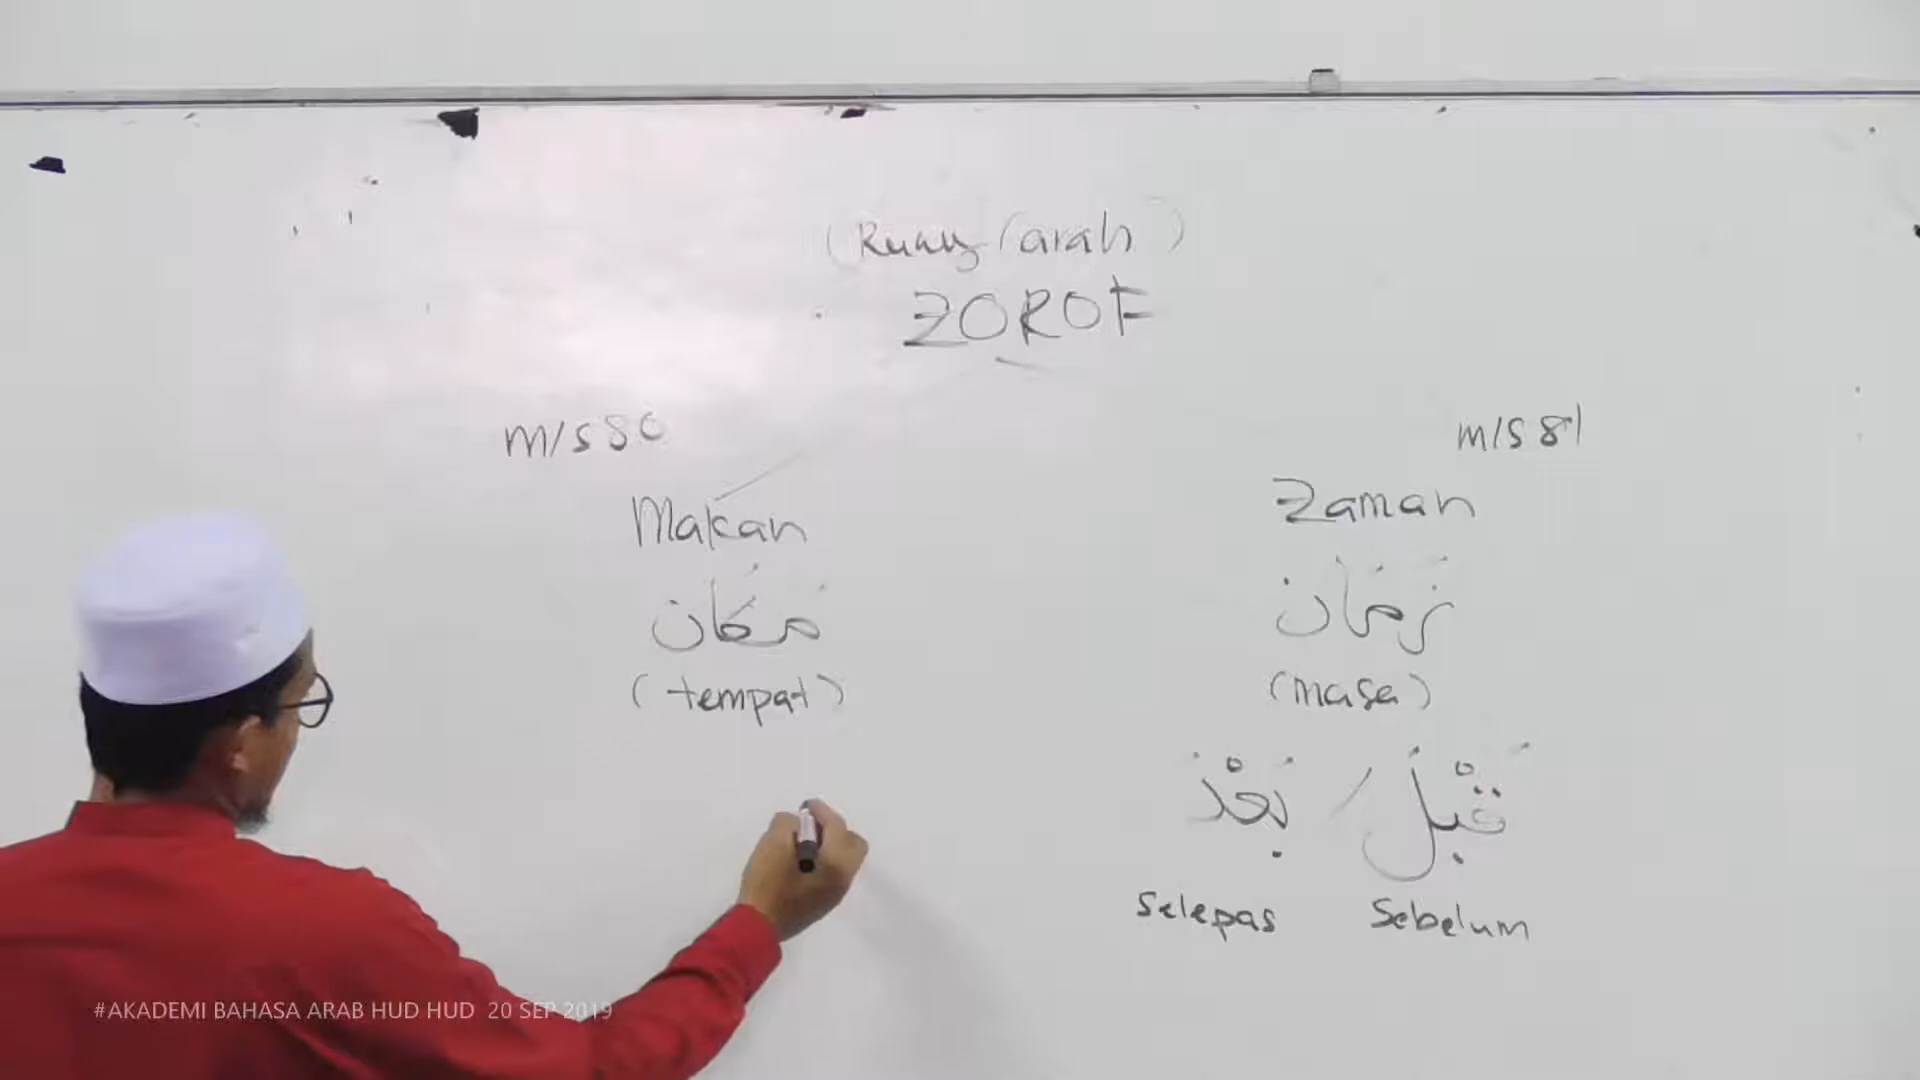 (Ruang / arah)
ZOROF
m/s 80
Makan
مَكَان
(tempat)
m/s 81
Zaman
زَمَان
(masa)
قَبْلَ / بَعْدَ
Selepas Sebelum
#AKADEMI BAHASA ARAB HUD HUD 20 SEP 2019